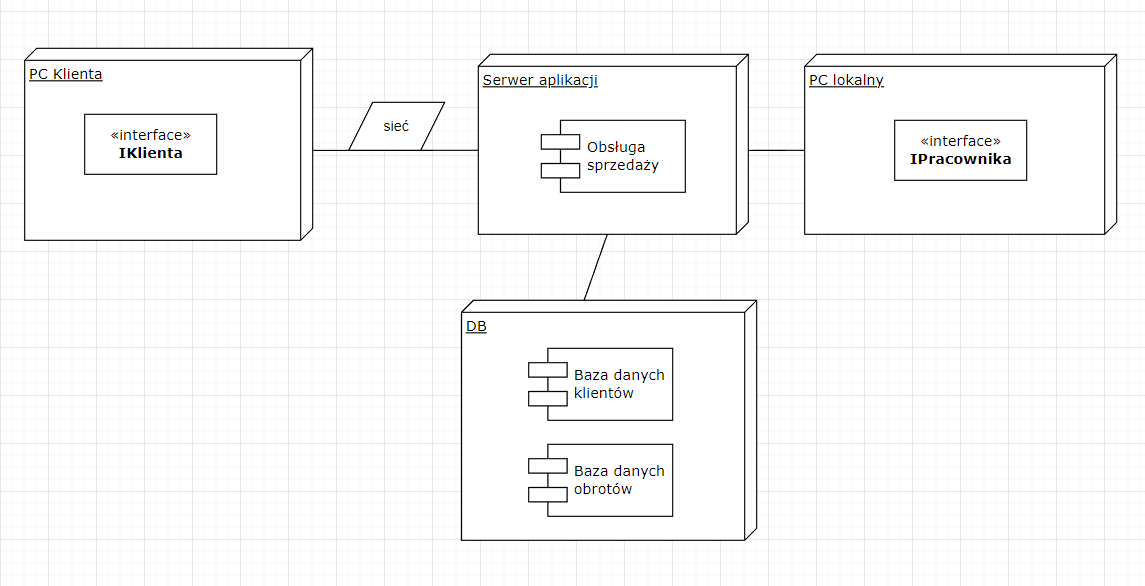 PC Klienta
«interface»
IKlienta
sieć
Serwer aplikacji
Obsługa
sprzedaży
PC lokalny
«interface»
IPracownika
DB
Baza danych
klientów
Baza danych
obrotów